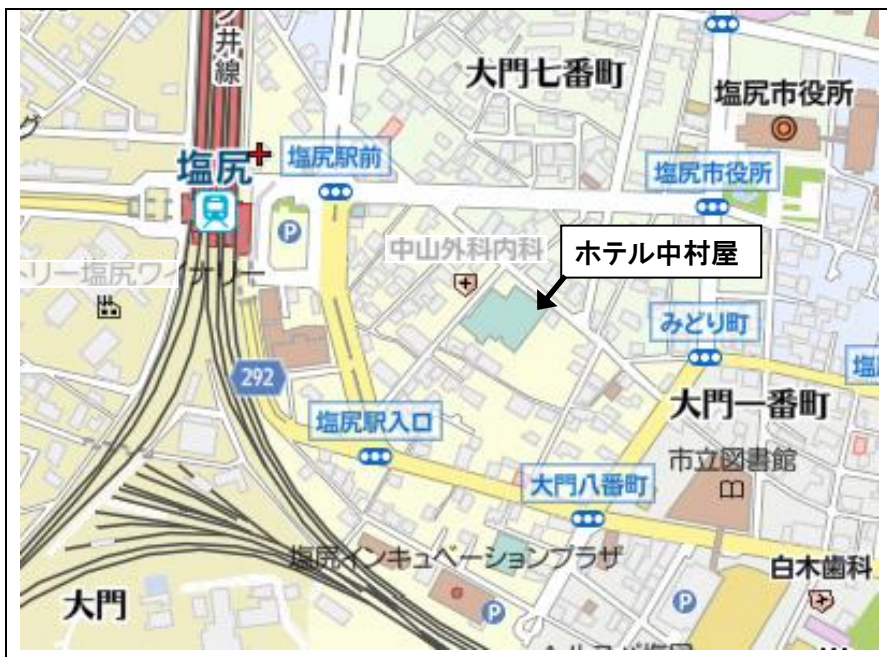 ノ井線
大門七番町
塩尻市役所
塩尻
塩尻駅前
塩尻市役所
中山外科内科
ホテル中村屋
トリー塩尻ワイナリー
みどり町
292
大門一番町
塩尻駅入口
市立図書館
大門八番町
塩尻インキュベーションプラザ
白木歯科
大門
P
P
P